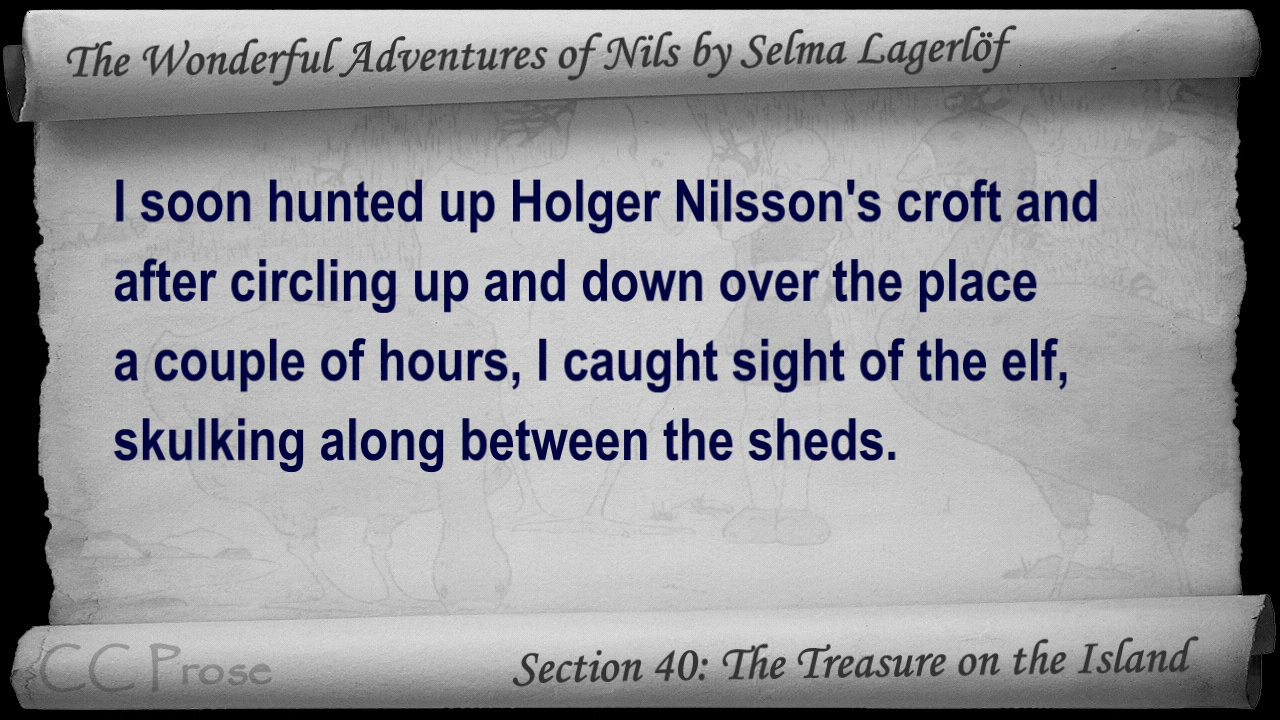 The Wonderful Adventures of Nils by Selma Lagerlöf
I soon hunted up Holger Nilsson's croft and
after circling up and down over the place
a couple of hours, I caught sight of the elf,
skulking along between the sheds.
CC Prose
Section 40: The Treasure on the Island